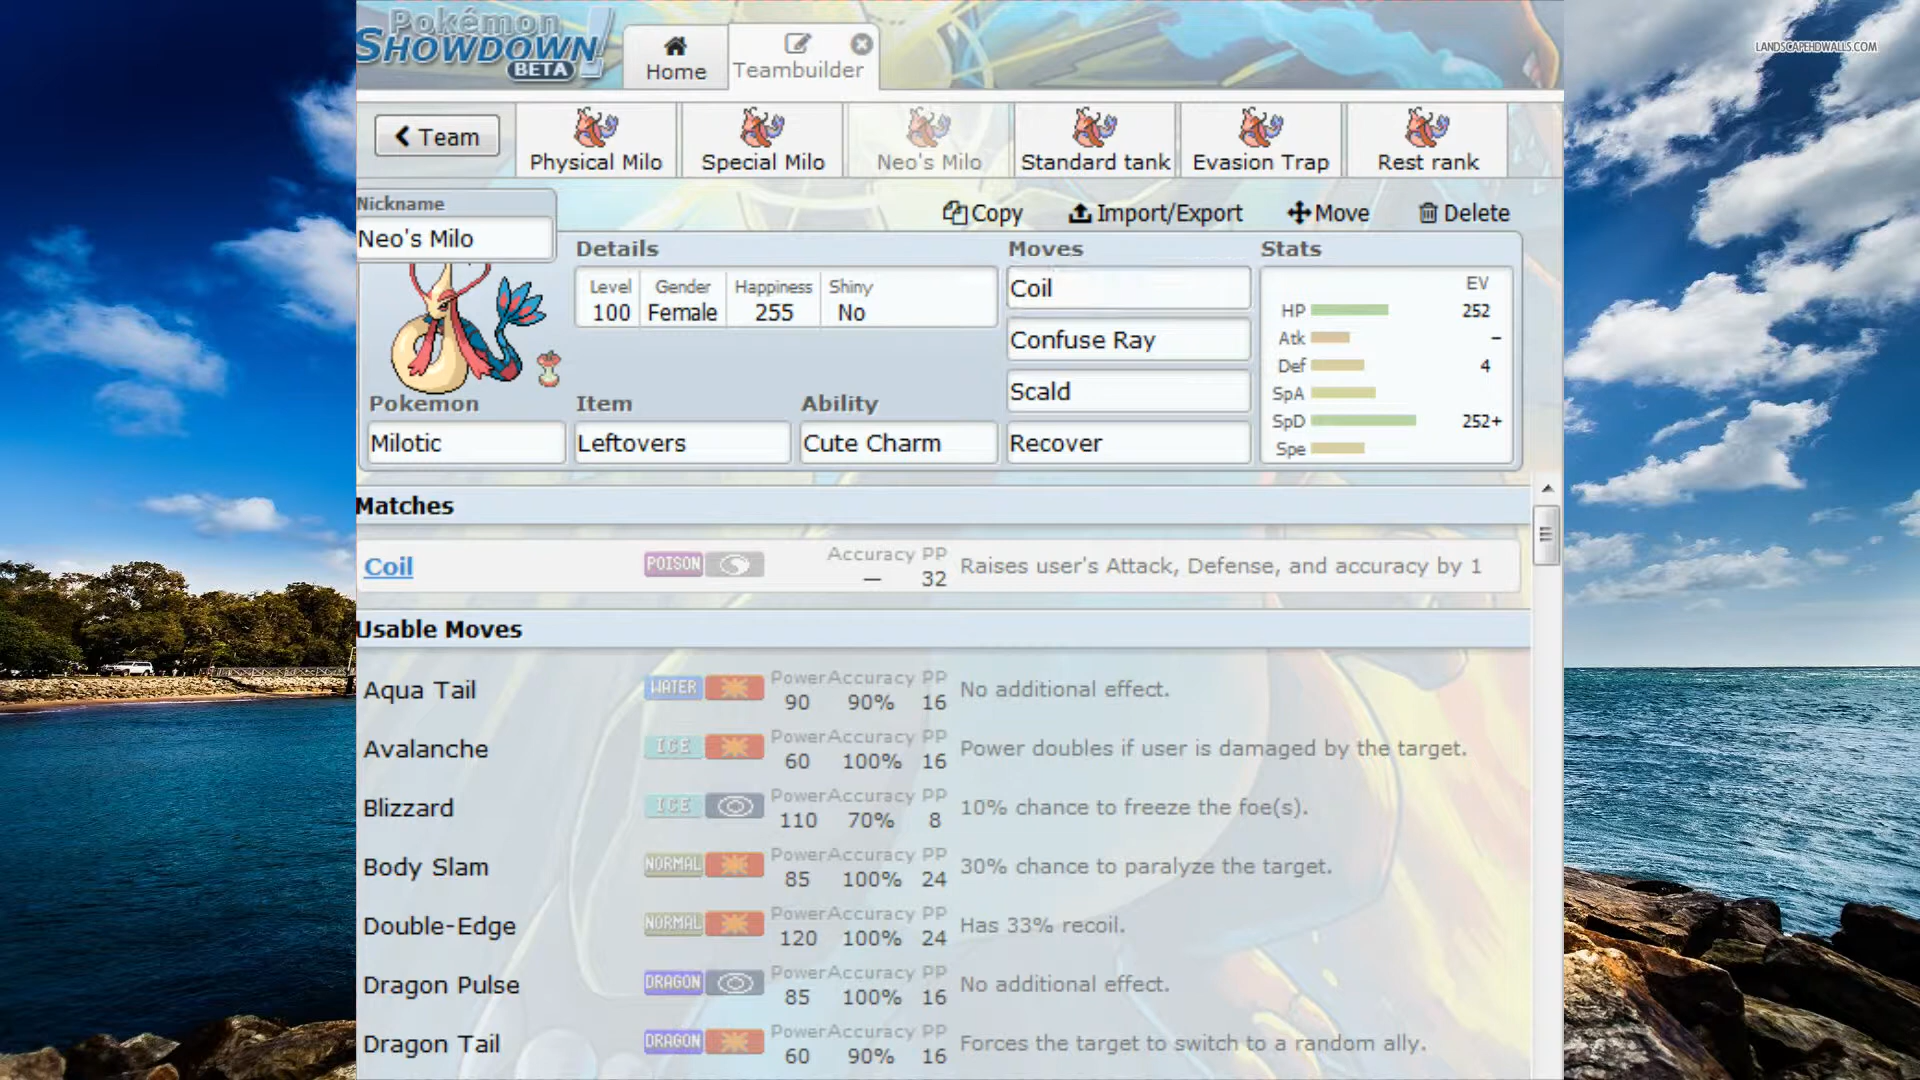 LANDSCAPEHDWALLS.COM
Pokémon
SHOWDOWN!
BETA
Home
Teambuilder
Team
Physical Milo
Special Milo
Neo's Milo
Standard tank
Evasion Trap
Rest rank
Nickname
Neo's Milo
Copy
Import/Export
Move
Delete
Details
Level Gender Happiness Shiny
100 Female 255 No
Pokemon
Milotic
Item
Leftovers
Ability
Cute Charm
Moves
Coil
Confuse Ray
Scald
Recover
Stats
EV
HP 252
Atk –
Def 4
SpA
SpD 252+
Spe
Matches
Coil POISON Accuracy — PP 32 Raises user's Attack, Defense, and accuracy by 1
Usable Moves
Aqua Tail WATER Power 90 Accuracy 90% PP 16 No additional effect.
Avalanche ICE Power 60 Accuracy 100% PP 16 Power doubles if user is damaged by the target.
Blizzard ICE Power 110 Accuracy 70% PP 8 10% chance to freeze the foe(s).
Body Slam NORMAL Power 85 Accuracy 100% PP 24 30% chance to paralyze the target.
Double-Edge NORMAL Power 120 Accuracy 100% PP 24 Has 33% recoil.
Dragon Pulse DRAGON Power 85 Accuracy 100% PP 16 No additional effect.
Dragon Tail DRAGON Power 60 Accuracy 90% PP 16 Forces the target to switch to a random ally.